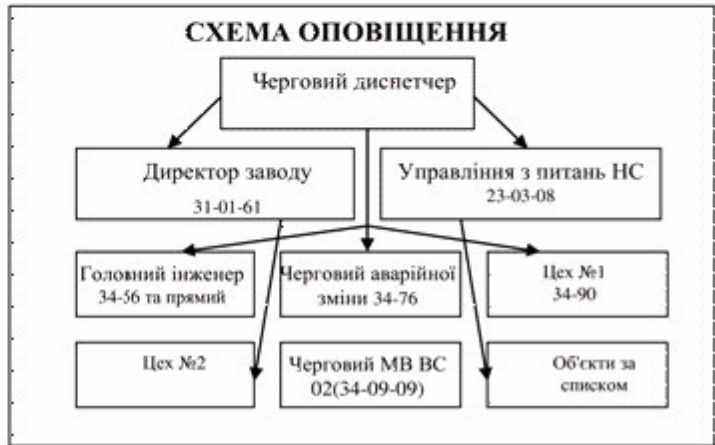 СХЕМА ОПОВІЩЕННЯ
Черговий диспетчер
Директор заводу
31-01-61
Управління з питань НС
23-03-08
Головний інженер
34-56 та прямий
Черговий аварійної
зміни 34-76
Цех №1
34-90
Цех №2
Черговий МВ ВС
02(34-09-09)
Об'єкти за
списком